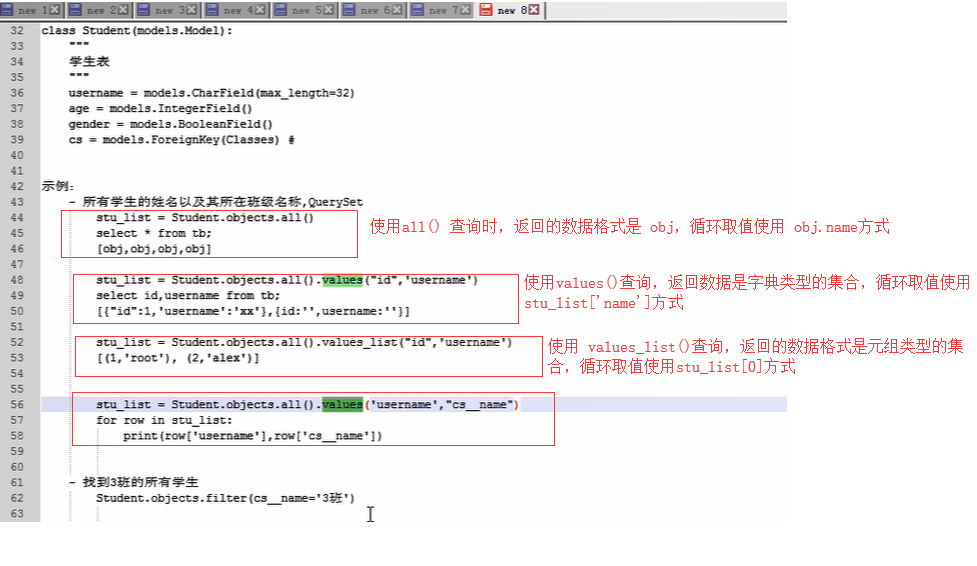 new 1 new 2 new 3 new 4 new 5 new 6 new 7 new 8
32 class Student(models.Model):
33 """
34 学生表
35 """
36 username = models.CharField(max_length=32)
37 age = models.IntegerField()
38 gender = models.BooleanField()
39 cs = models.ForeignKey(Classes) #
40
41
42 示例:
43 - 所有学生的姓名以及其所在班级名称,QuerySet
44 stu_list = Student.objects.all()
45 select * from tb;
46 [obj,obj,obj,obj]
使用all() 查询时，返回的数据格式是 obj，循环取值使用 obj.name方式
47
48 stu_list = Student.objects.all().values("id",'username')
49 select id,username from tb;
50 [{"id":1,'username':'xx'},{id:'',username:''}]
使用values()查询，返回数据是字典类型的集合，循环取值使用
stu_list['name']方式
51
52 stu_list = Student.objects.all().values_list("id",'username')
53 [(1,'root'), (2,'alex')]
使用 values_list()查询，返回的数据格式是元组类型的集
合，循环取值使用stu_list[0]方式
54
55
56 stu_list = Student.objects.all().values('username',"cs__name")
57 for row in stu_list:
58 print(row['username'],row['cs__name'])
59
60
61 - 找到3班的所有学生
62 Student.objects.filter(cs__name='3班')
63